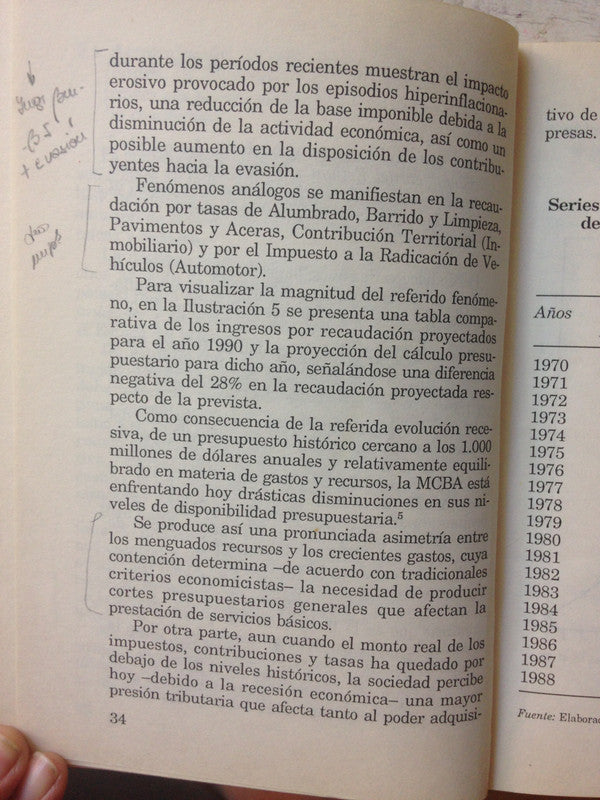 + Evasión
durante los períodos recientes muestran el impacto
erosivo provocado por los episodios hiperinflaciona-
rios, una reducción de la base imponible debida a la
disminución de la actividad económica, así como un
posible aumento en la disposición de los contribu-
yentes hacia la evasión.
Fenómenos análogos se manifiestan en la recau-
dación por tasas de Alumbrado, Barrido y Limpieza,
Pavimentos y Aceras, Contribución Territorial (In-
mobiliario) y por el Impuesto a la Radicación de Ve-
hículos (Automotor).
Para visualizar la magnitud del referido fenóme-
no, en la Ilustración 5 se presenta una tabla compa-
rativa de los ingresos por recaudación proyectados
para el año 1990 y la proyección del cálculo presu-
puestario para dicho año, señalándose una diferencia
negativa del 28% en la recaudación proyectada res-
pecto de la prevista.
Como consecuencia de la referida evolución rece-
siva, de un presupuesto histórico cercano a los 1.000
millones de dólares anuales y relativamente equili-
brado en materia de gastos y recursos, la MCBA está
enfrentando hoy drásticas disminuciones en sus ni-
veles de disponibilidad presupuestaria.5
Se produce así una pronunciada asimetría entre
los menguados recursos y los crecientes gastos, cuya
contención determina –de acuerdo con tradicionales
criterios economicistas– la necesidad de producir
cortes presupuestarios generales que afectan la
prestación de servicios básicos.
Por otra parte, aun cuando el monto real de los
impuestos, contribuciones y tasas ha quedado por
debajo de los niveles históricos, la sociedad percibe
hoy –debido a la recesión económica– una mayor
presión tributaria que afecta tanto al poder adquisi-
34
tivo de
presas.
Series
de
Años
1970
1971
1972
1973
1974
1975
1976
1977
1978
1979
1980
1981
1982
1983
1984
1985
1986
1987
1988
Fuente: Elabora